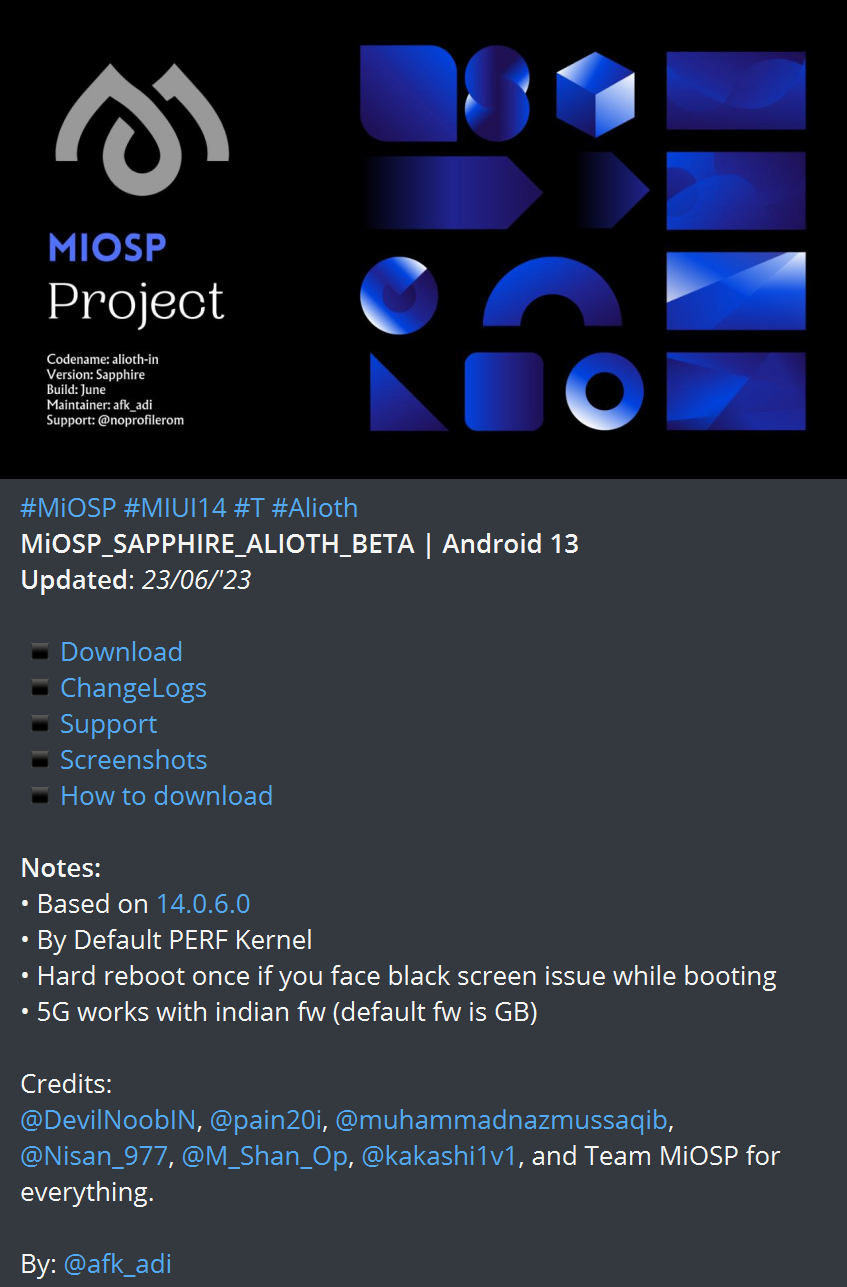 MIOSP
Project
Codename: alioth-in
Version: Sapphire
Build: June
Maintainer: afk_adi
Support: @noprofilerom
#MiOSP #MIUI14 #T #Alioth
MiOSP_SAPPHIRE_ALIOTH_BETA | Android 13
Updated: 23/06/'23
▪ Download
▪ ChangeLogs
▪ Support
▪ Screenshots
▪ How to download
Notes:
• Based on 14.0.6.0
• By Default PERF Kernel
• Hard reboot once if you face black screen issue while booting
• 5G works with indian fw (default fw is GB)
Credits:
@DevilNoobIN, @pain20i, @muhammadnazmussaqib,
@Nisan_977, @M_Shan_Op, @kakashi1v1, and Team MiOSP for
everything.
By: @afk_adi